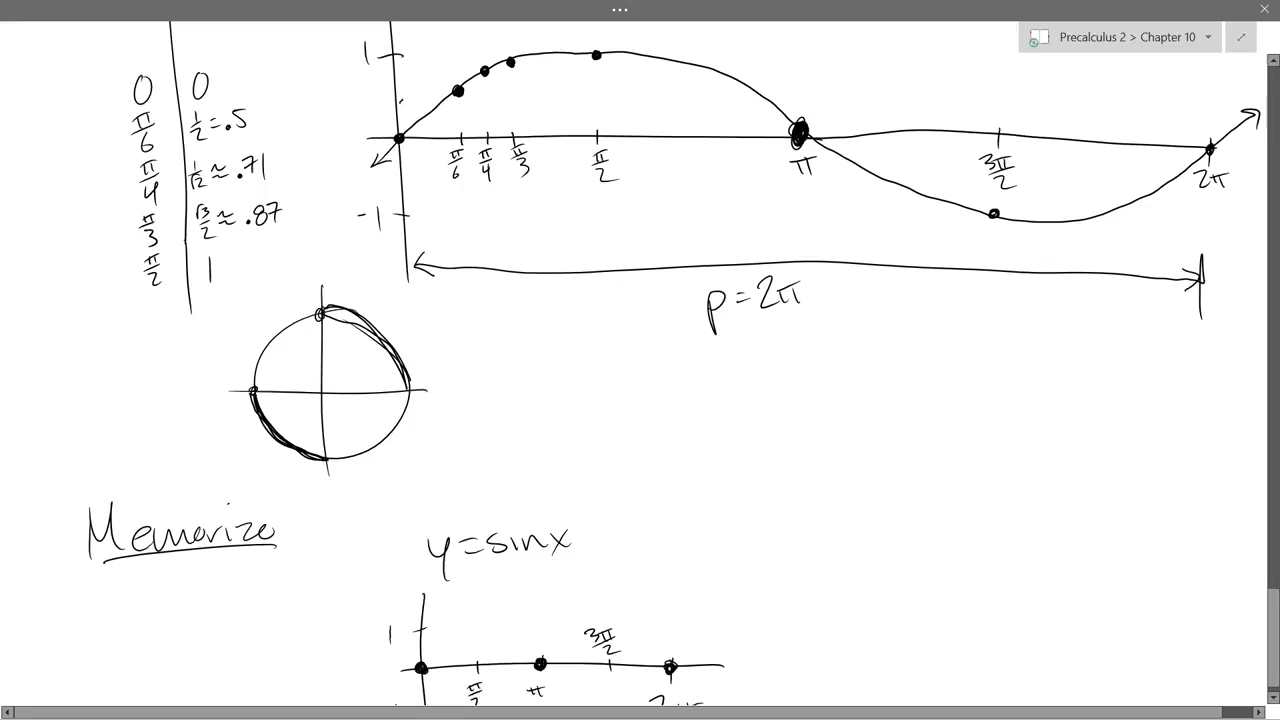 Precalculus 2 > Chapter 10
0 | 0
π/6 | 1/2 = .5
π/4 | 1/√2 ≈ .71
π/3 | √3/2 ≈ .87
π/2 | 1
1
π/6 π/4 π/3 π/2 π 3π/2 2π
-1
p = 2π
Memorize
y = sinx
1
3π/2
π/2 π